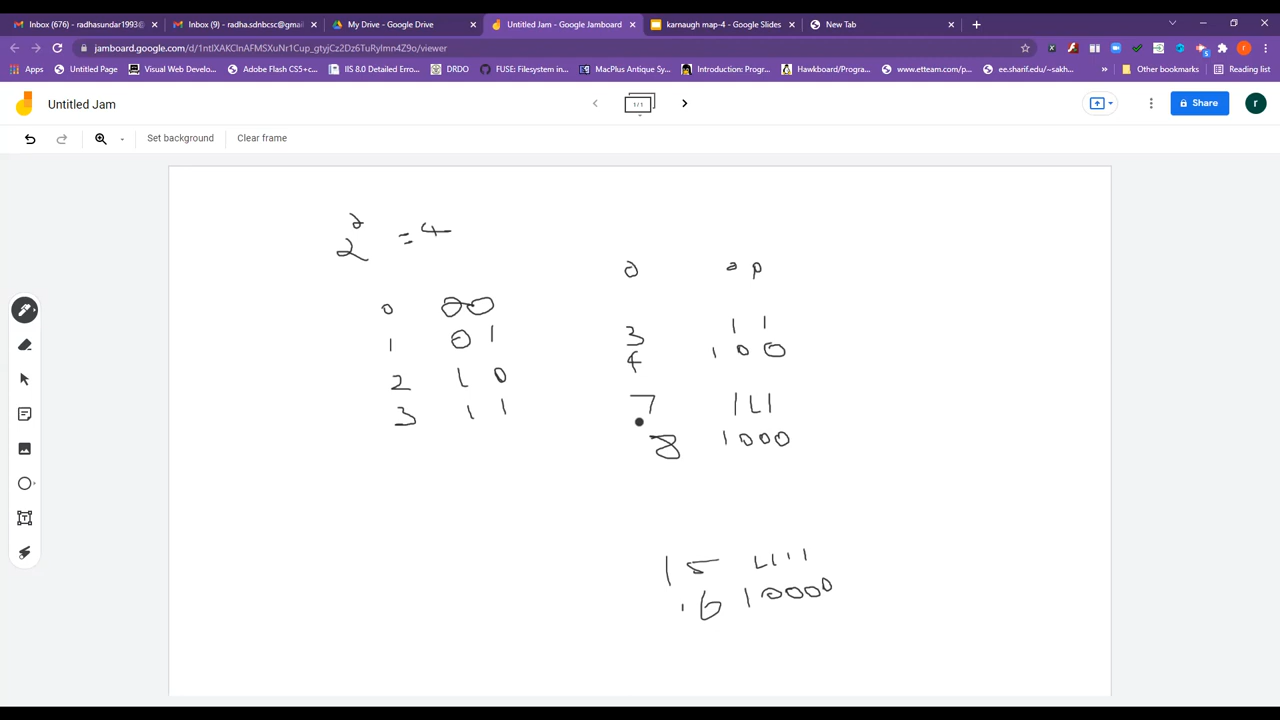 Inbox (676) - radhasundar1993@
Inbox (9) - radha.sdnbcsc@gmail
My Drive - Google Drive
Untitled Jam - Google Jamboard
karnaugh map-4 - Google Slides
New Tab
jamboard.google.com/d/1ntlXAKClnAFMSXuNr1Cup_gtyjCz2Dz6TuRylmn4Z9o/viewer
Apps
Untitled Page
Visual Web Develo...
Adobe Flash CS5+c...
IIS 8.0 Detailed Erro...
DRDO
FUSE: Filesystem in...
MacPlus Antique Sy...
Introduction: Progr...
Hawkboard/Progra...
www.etteam.com/p...
ee.sharif.edu/~sakh...
Other bookmarks
Reading list
Untitled Jam
1/1
Share
r
Set background
Clear frame
2² = 4
0 00
1 01
2 10
3 11
0
3 11
4 100
7 111
8 1000
15 1111
16 10000